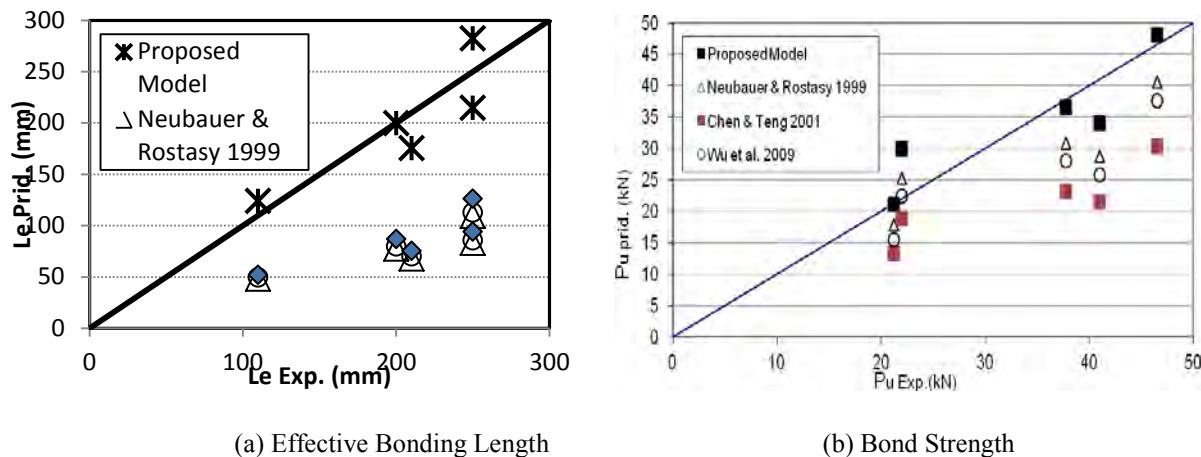 300
250
200
150
100
50
0
Le Prid. (mm)
Proposed
Model
Neubauer &
Rostasy 1999
0
100
200
300
Le Exp. (mm)
50
45
40
35
30
25
20
15
10
5
0
Pu prid. (kN)
Proposed Model
Neubauer & Rostasy 1999
Chen & Teng 2001
Wu et al. 2009
0
10
20
30
40
50
Pu Exp.(kN)
(a) Effective Bonding Length
(b) Bond Strength